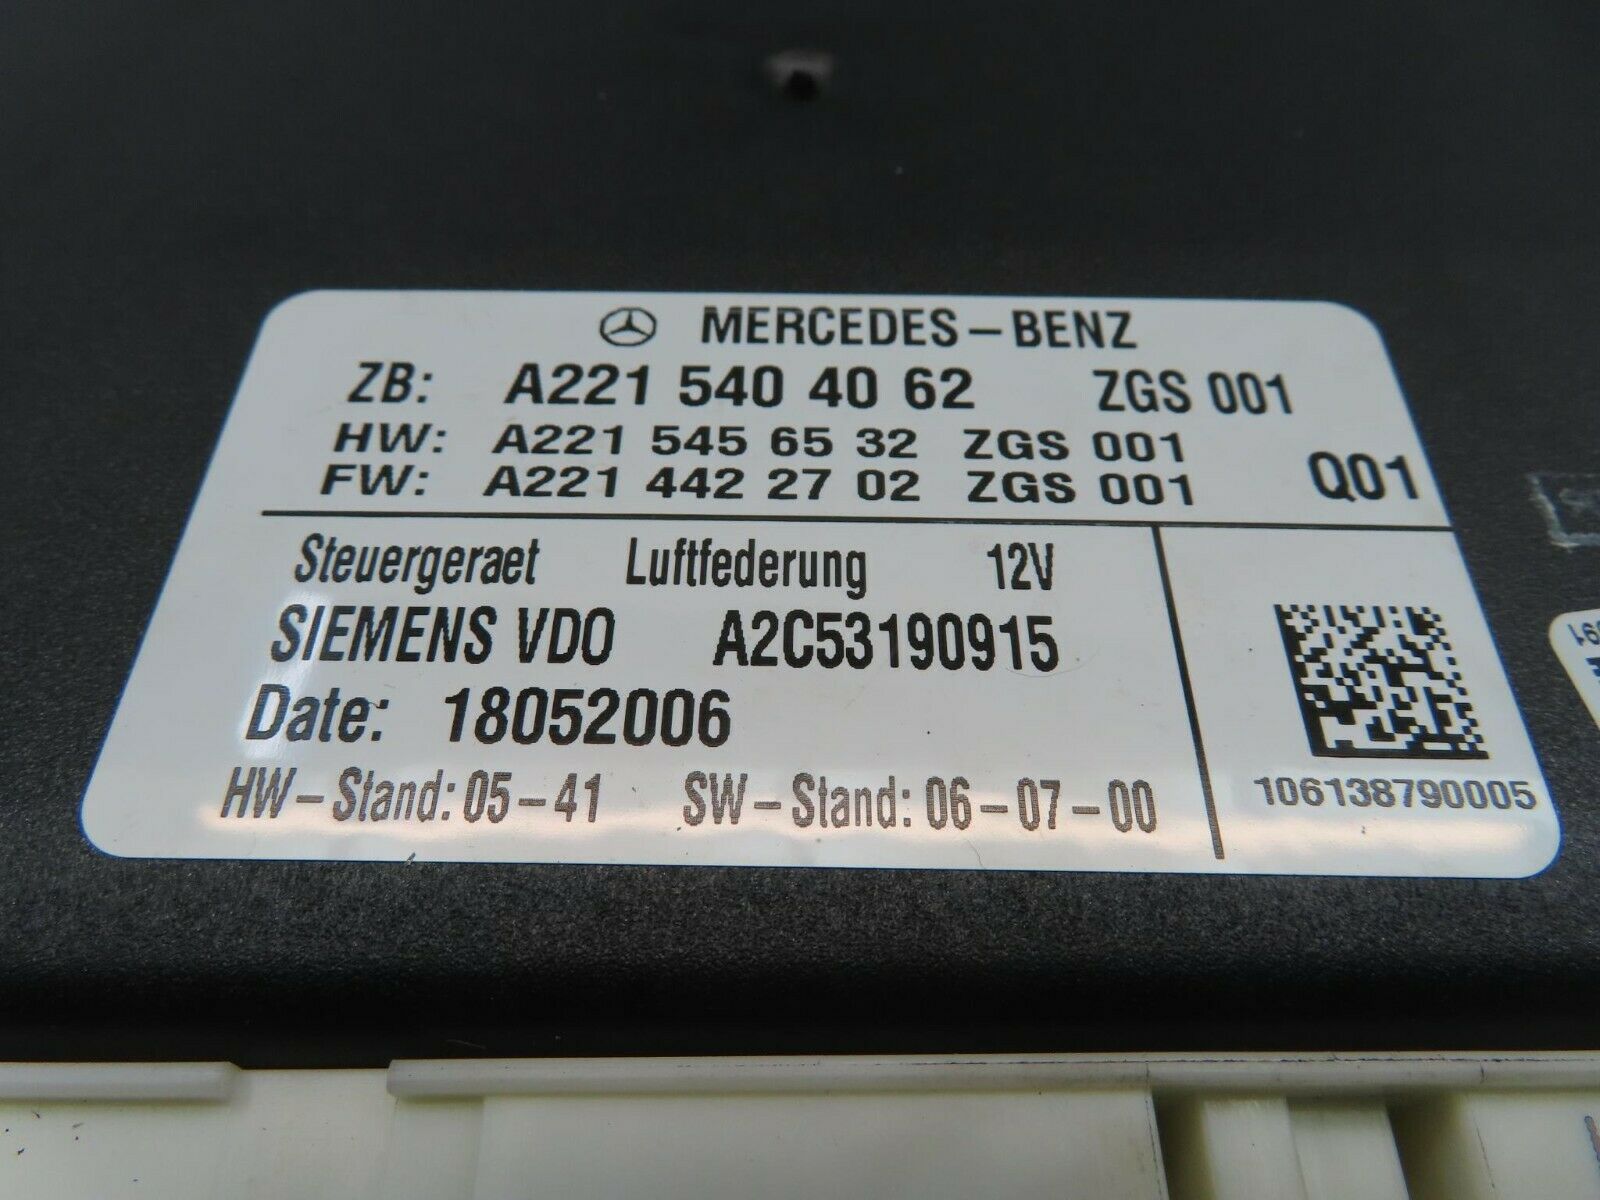 MERCEDES-BENZ
ZB: A221 540 40 62 ZGS 001
HW: A221 545 65 32 ZGS 001
FW: A221 442 27 02 ZGS 001
Q01
Steuergeraet Luftfederung 12V
SIEMENS VDO A2C53190915
Date: 18052006
HW-Stand: 05-41 SW-Stand: 06-07-00
106138790005